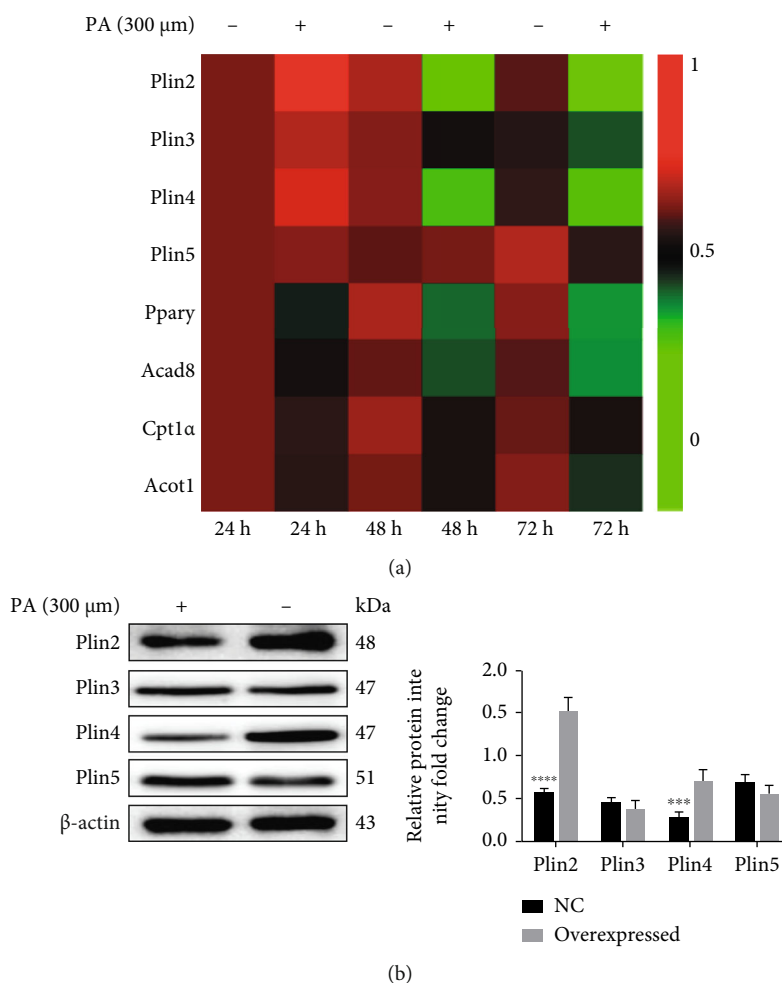 PA (300 μm) – + – + – +
Plin2
Plin3
Plin4
Plin5
Ppary
Acad8
Cpt1α
Acot1
1
0.5
0
24 h 24 h 48 h 48 h 72 h 72 h
(a)
PA (300 μm) + – kDa
Plin2 48
Plin3 47
Plin4 47
Plin5 51
β-actin 43
Relative protein inte
nity fold change
2.0
0.5
1.0
0.5
0.0
****
***
Plin2 Plin3 Plin4 Plin5
NC
Overexpressed
(b)